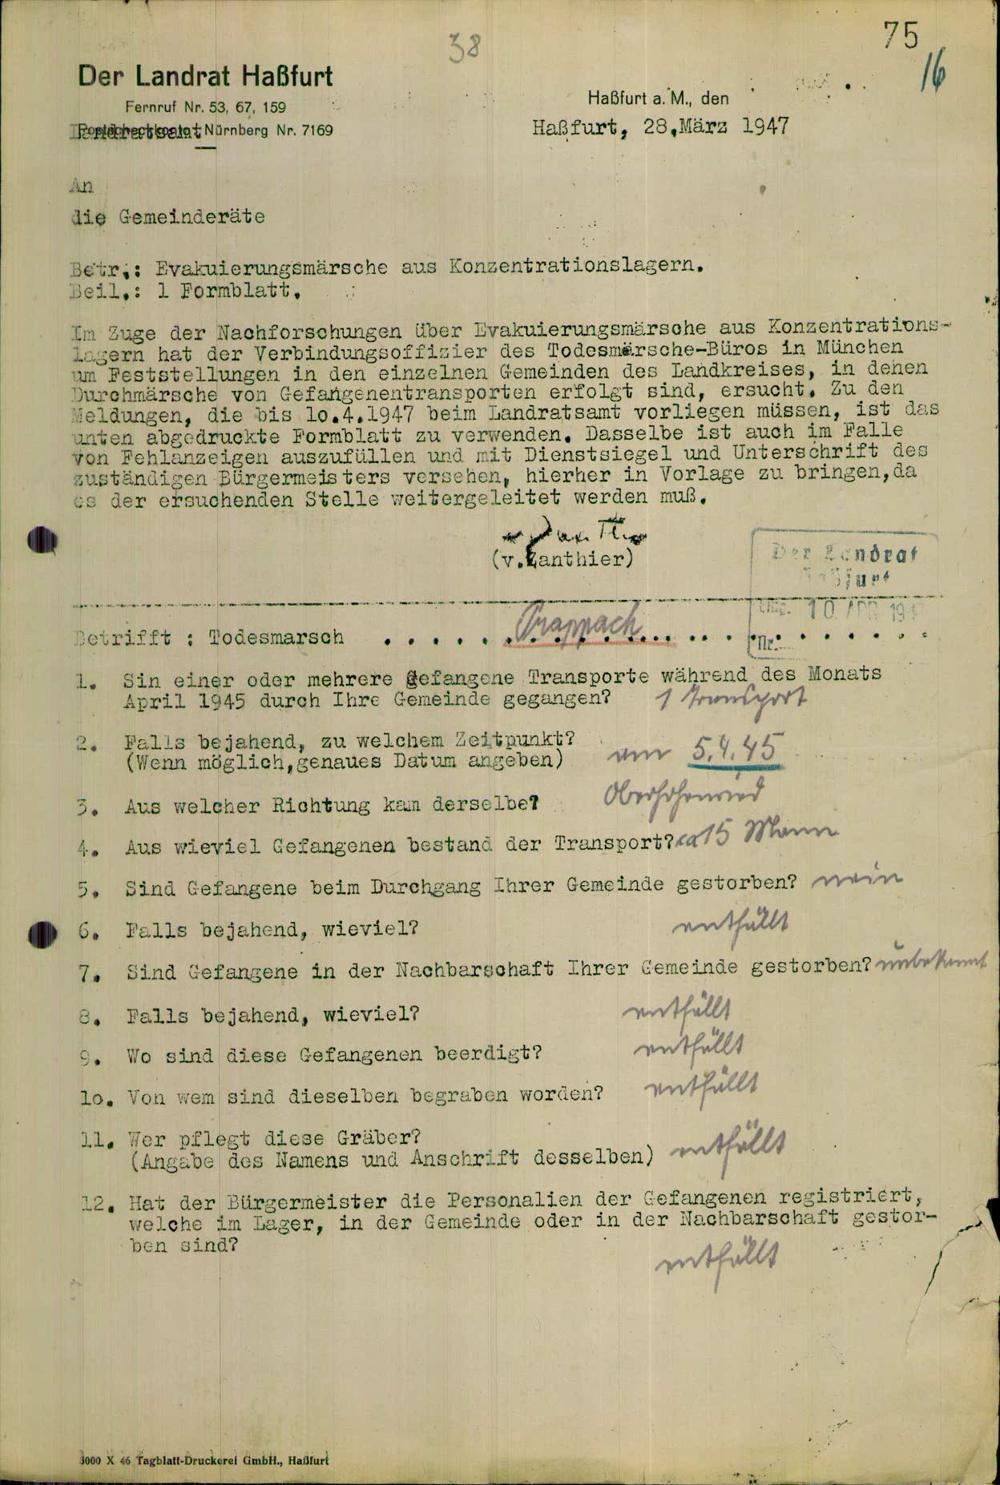 38
75
16
Der Landrat Haßfurt
Fernruf Nr. 53, 67, 159
Landratsamt Nürnberg Nr. 7169
Haßfurt a. M., den
Haßfurt, 28.März 1947
An
die Gemeinderäte
Betr.: Evakuierungsmärsche aus Konzentrationslagern.
Beil.: 1 Formblatt.
Im Zuge der Nachforschungen über Evakuierungsmärsche aus Konzentrations-
lagern hat der Verbindungsoffizier des Todesmärsche-Büros in München
um Feststellungen in den einzelnen Gemeinden des Landkreises, in denen
Durchmärsche von Gefangenentransporten erfolgt sind, ersucht. Zu den
Meldungen, die bis 1o.4.1947 beim Landratsamt vorliegen müssen, ist das
unten abgedruckte Formblatt zu verwenden. Dasselbe ist auch im Falle
von Fehlanzeigen auszufüllen und mit Dienstsiegel und Unterschrift des
zuständigen Bürgermeisters versehen, hierher in Vorlage zu bringen,da
es der ersuchenden Stelle weitergeleitet werden muß.
(v.Zanthier)
Der Landrat
Haßfurt
10 APR 194
Nr.
Betrifft : Todesmarsch . . . . . Prappach . . . . . . . .
1. Sin einer oder mehrere gefangene Transporte während des Monats
April 1945 durch Ihre Gemeinde gegangen? 1 Transport
2. Falls bejahend, zu welchem Zeitpunkt?
(Wenn möglich,genaues Datum angeben) am 5.4.45
3. Aus welcher Richtung kam derselbe? Oberhohenried
4. Aus wieviel Gefangenen bestand der Transport? ca 15 Mann
5. Sind Gefangene beim Durchgang Ihrer Gemeinde gestorben? nein
6. Falls bejahend, wieviel? entfällt
7. Sind Gefangene in der Nachbarschaft Ihrer Gemeinde gestorben? unbekannt
8. Falls bejahend, wieviel? entfällt
9. Wo sind diese Gefangenen beerdigt? entfällt
1o. Von wem sind dieselben begraben worden? entfällt
11. Wer pflegt diese Gräber?
(Angabe des Namens und Anschrift desselben) entfällt
12. Hat der Bürgermeister die Personalien der Gefangenen registriert,
welche im Lager, in der Gemeinde oder in der Nachbarschaft gestor-
ben sind?
entfällt
3000 X 46 Tagblatt-Druckerei GmbH., Haßfurt